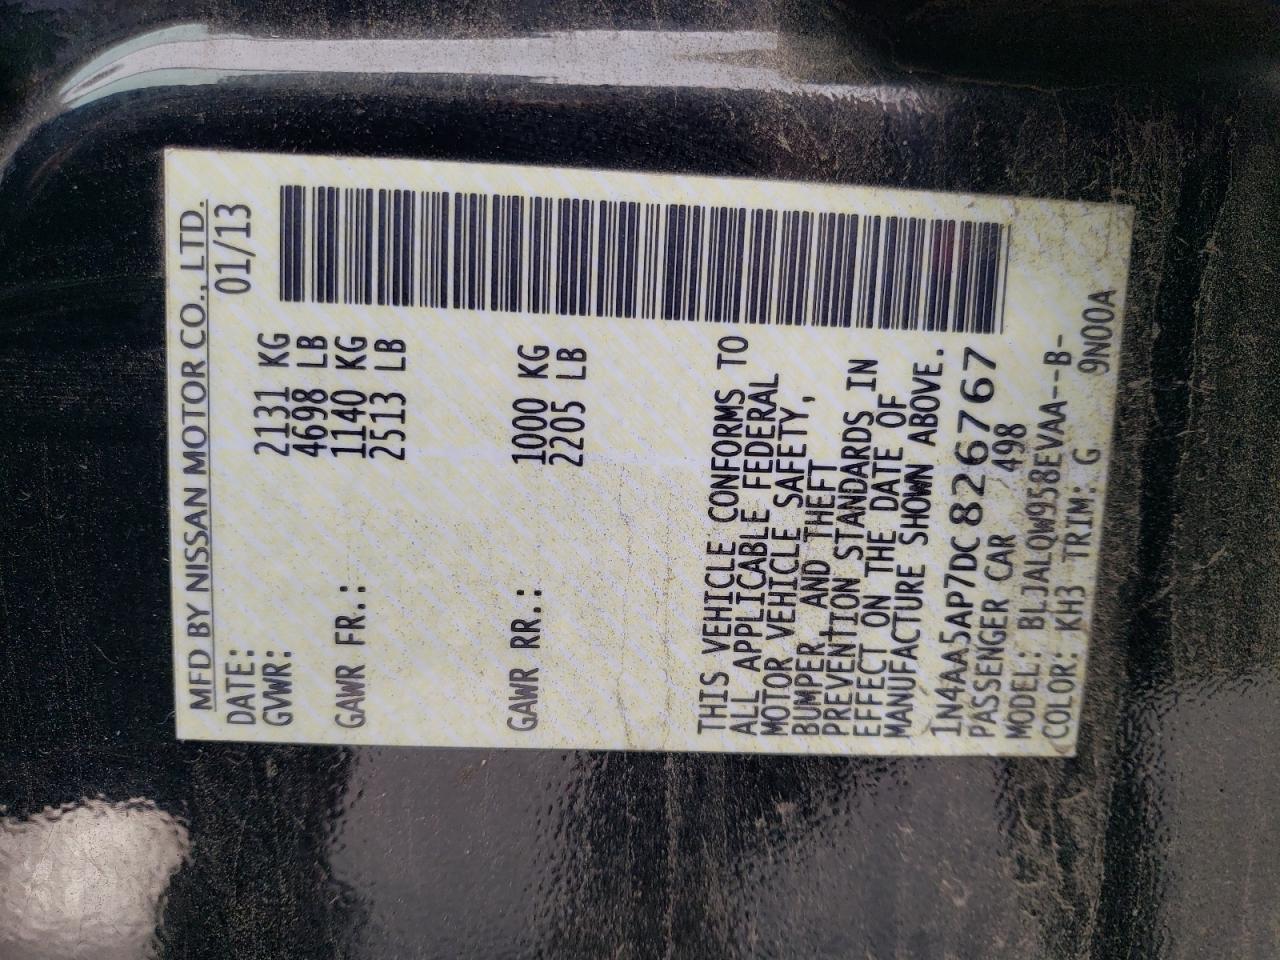 MFD BY NISSAN MOTOR CO., LTD.
DATE: 01/13
GVWR: 2131 KG
4698 LB
GAWR FR.: 1140 KG
2513 LB
GAWR RR.: 1000 KG
2205 LB
THIS VEHICLE CONFORMS TO
ALL APPLICABLE FEDERAL
MOTOR VEHICLE SAFETY,
BUMPER AND THEFT
PREVENTION STANDARDS IN
EFFECT ON THE DATE OF
MANUFACTURE SHOWN ABOVE.
1N4AA5AP7DC826767
PASSENGER CAR 498
MODEL: BLJALQW958EVAA--B-
COLOR: KH3 TRIM: G 9N00A